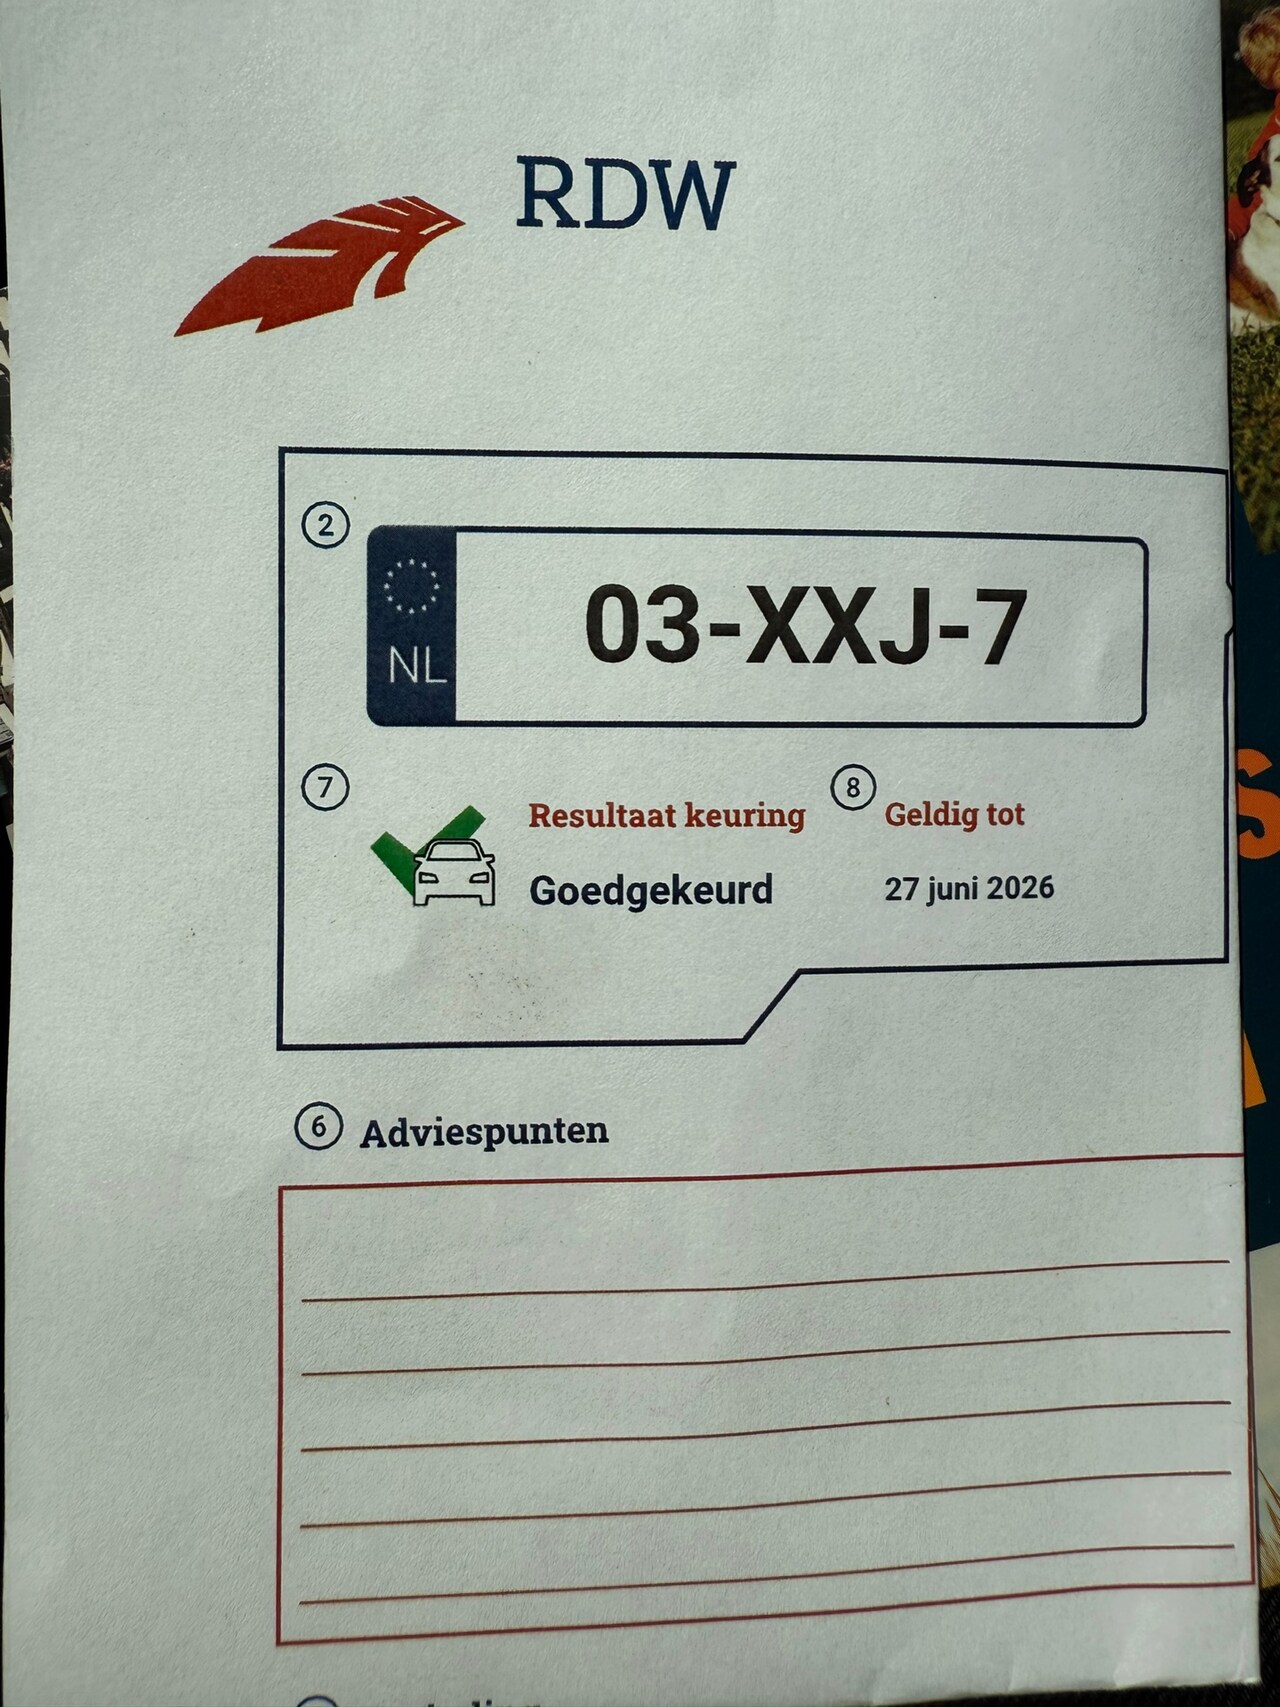 RDW
2
NL
03-XXJ-7
7
Resultaat keuring
8
Geldig tot
Goedgekeurd
27 juni 2026
6 Adviespunten
S